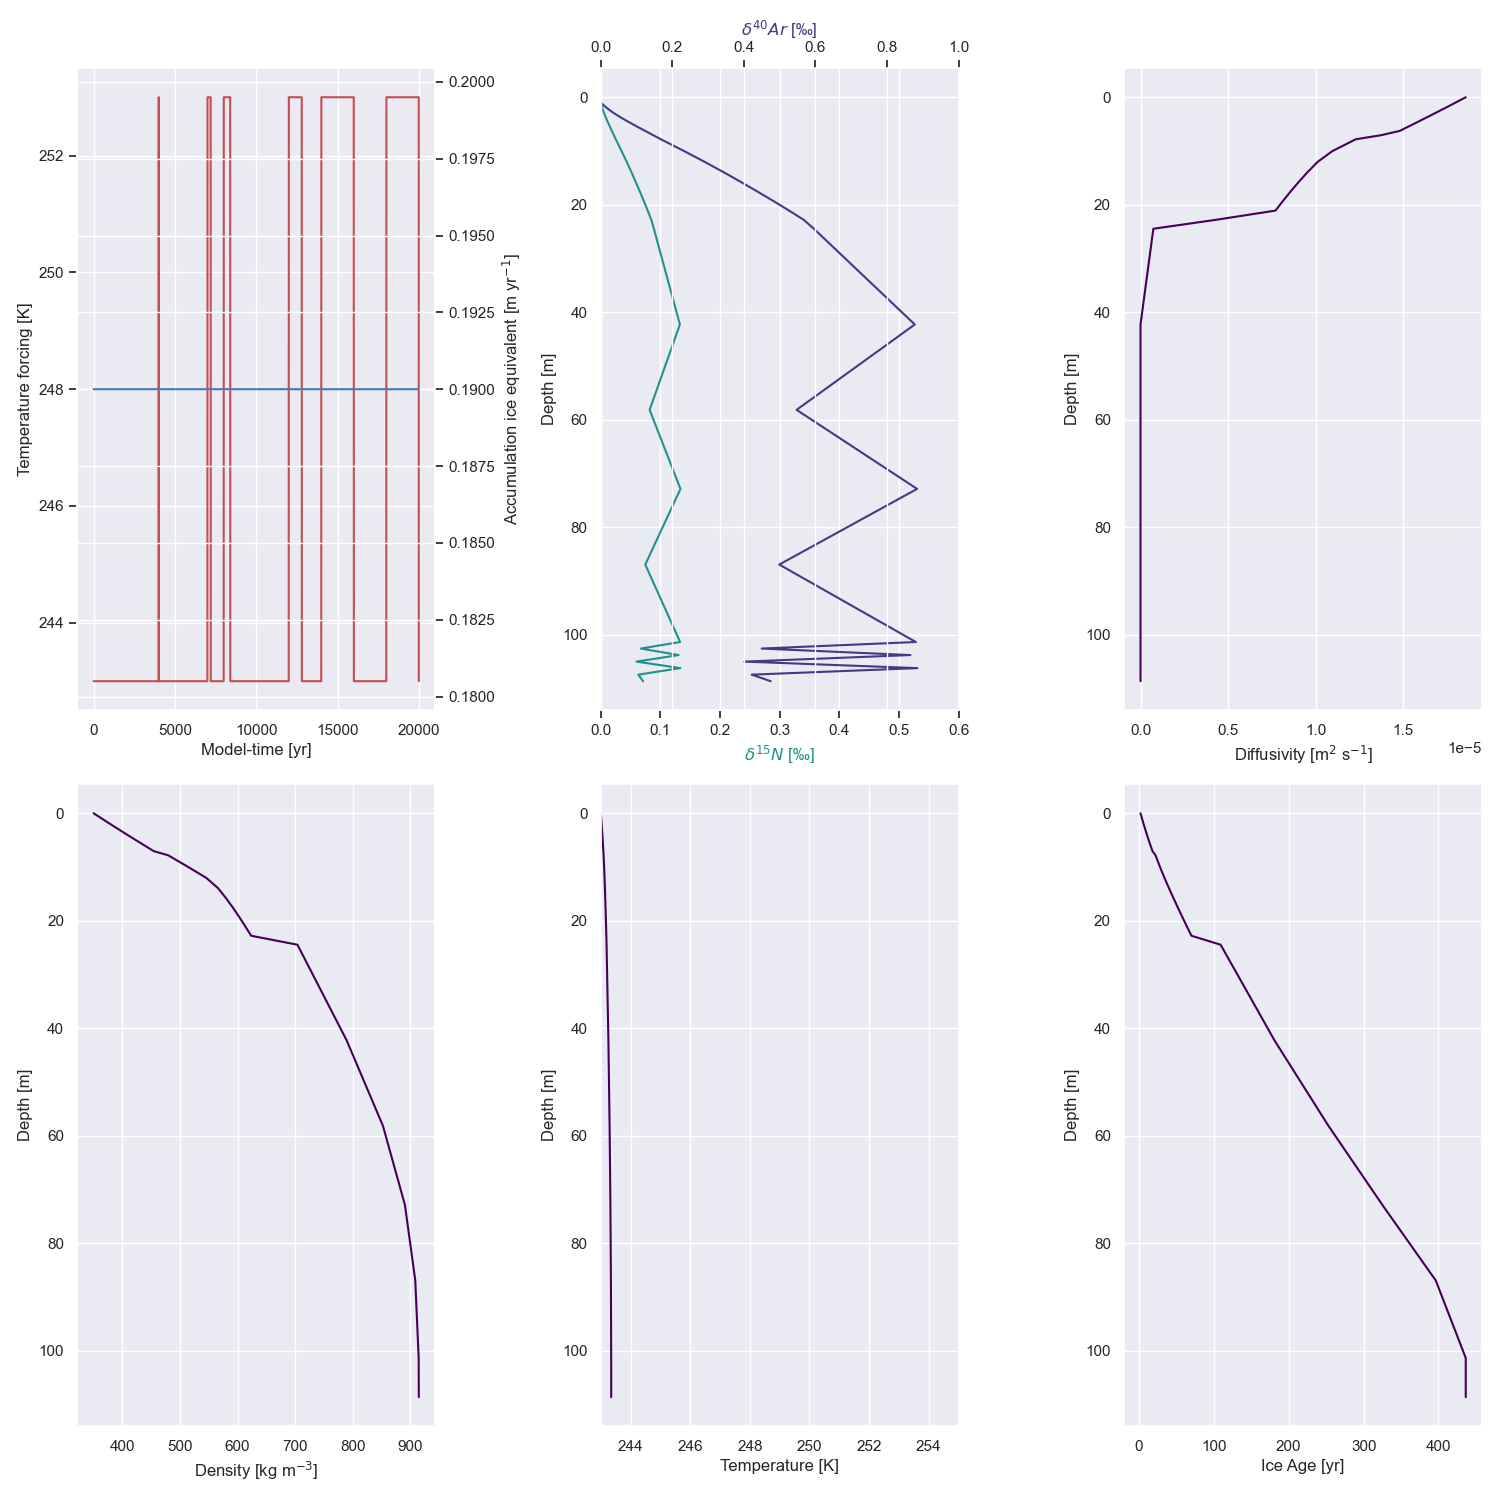 δ⁴⁰Ar [‰]
0.0 0.2 0.4 0.6 0.8 1.0
252
250
248
246
244
Temperature forcing [K]
0.2000
0.1975
0.1950
0.1925
0.1900
0.1875
0.1850
0.1825
0.1800
Accumulation ice equivalent [m yr⁻¹]
0 5000 10000 15000 20000
Model-time [yr]
0
20
40
60
80
100
Depth [m]
0.0 0.1 0.2 0.3 0.4 0.5 0.6
δ¹⁵N [‰]
0
20
40
60
80
100
Depth [m]
0.0 0.5 1.0 1.5
1e−5
Diffusivity [m² s⁻¹]
0
20
40
60
80
100
Depth [m]
400 500 600 700 800 900
Density [kg m⁻³]
0
20
40
60
80
100
Depth [m]
244 246 248 250 252 254
Temperature [K]
0
20
40
60
80
100
Depth [m]
0 100 200 300 400
Ice Age [yr]